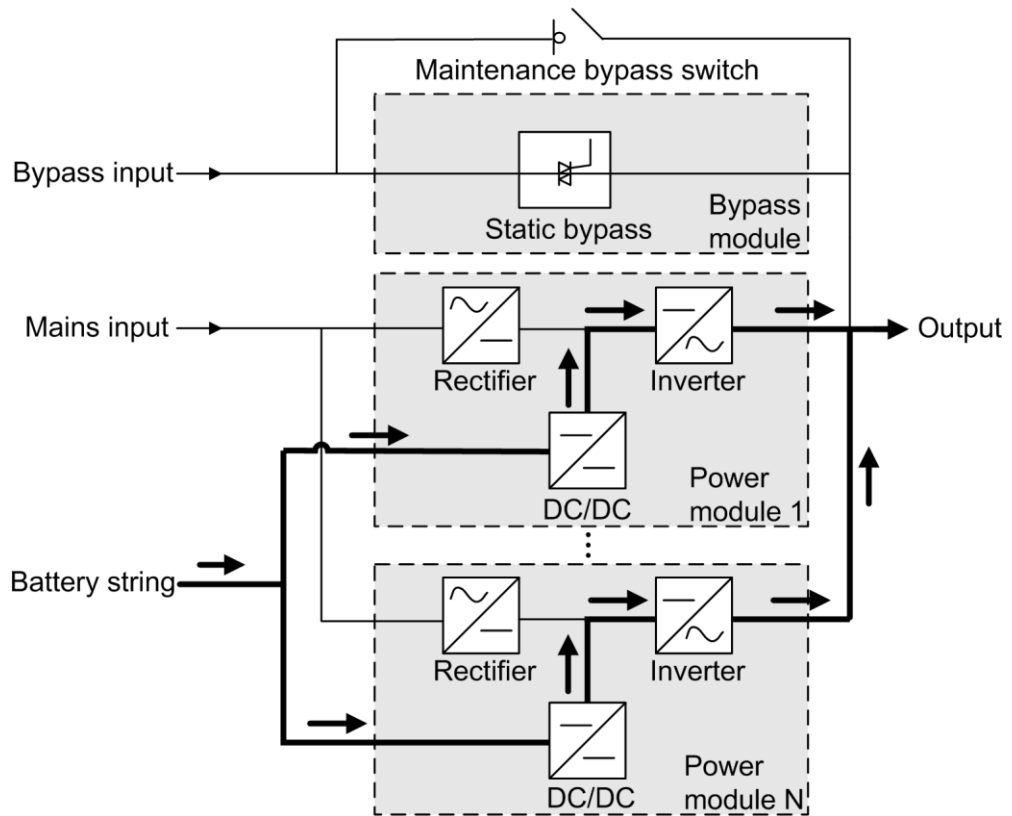 Maintenance bypass switch
Bypass input
Static bypass
Bypass
module
Mains input
Rectifier
Inverter
Output
DC/DC
Power
module 1
Battery string
Rectifier
Inverter
DC/DC
Power
module N